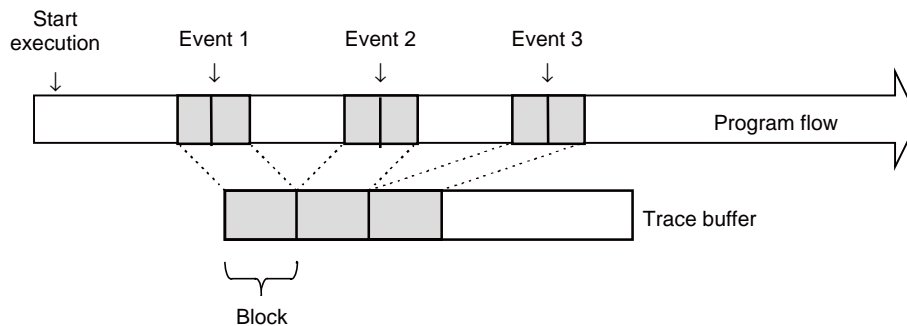 Start
execution
Event 1
Event 2
Event 3
Program flow
Trace buffer
Block